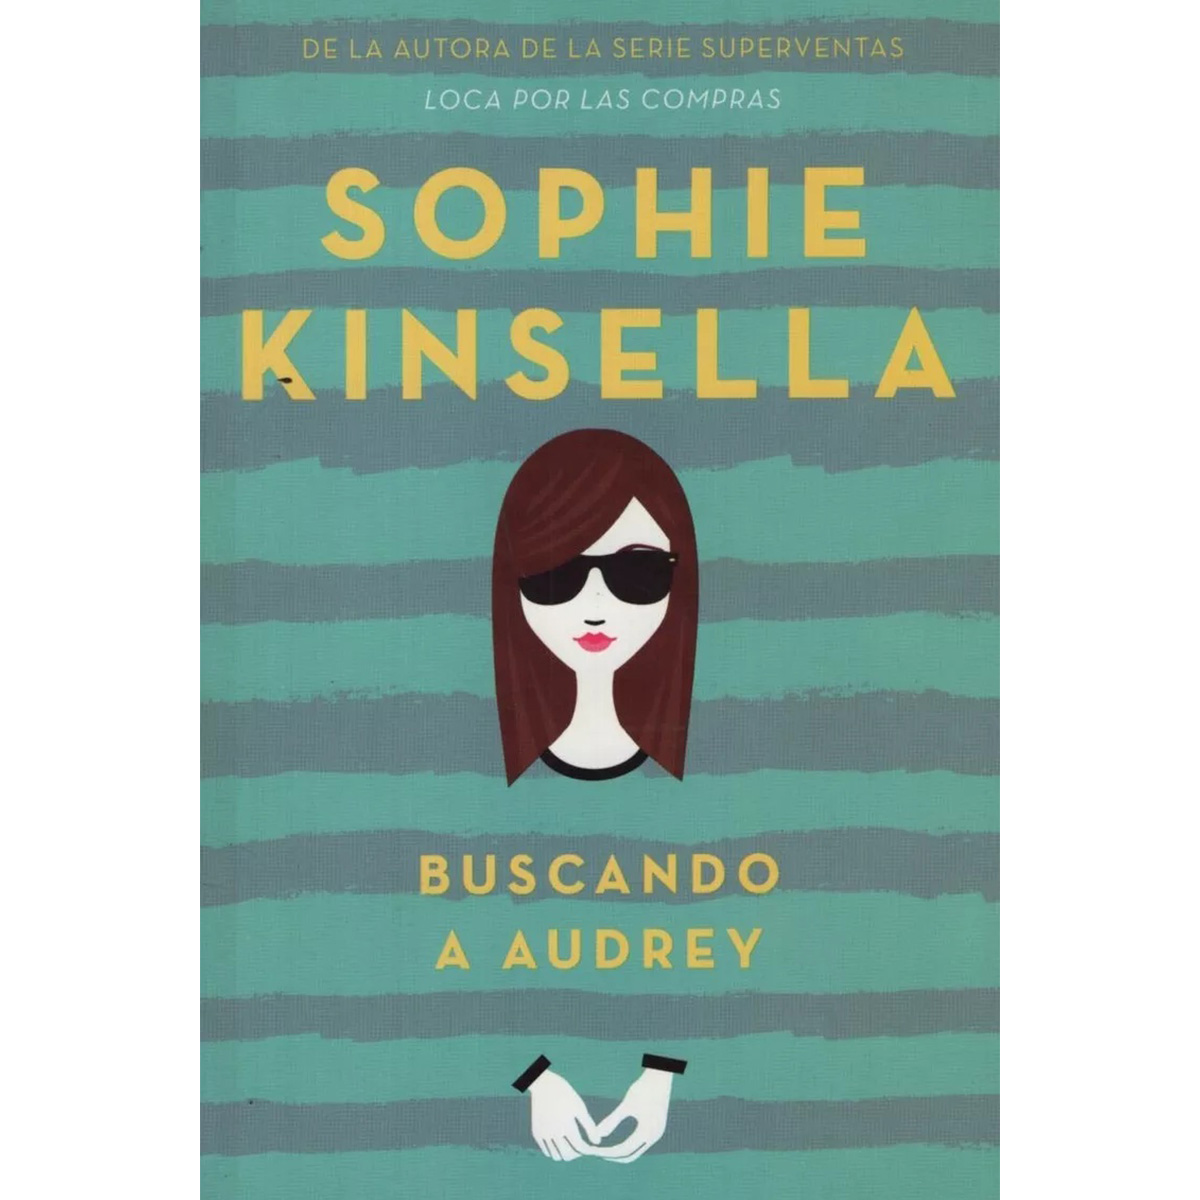 DE LA AUTORA DE LA SERIE SUPERVENTAS
LOCA POR LAS COMPRAS
SOPHIE
KINSELLA
BUSCANDO
A AUDREY